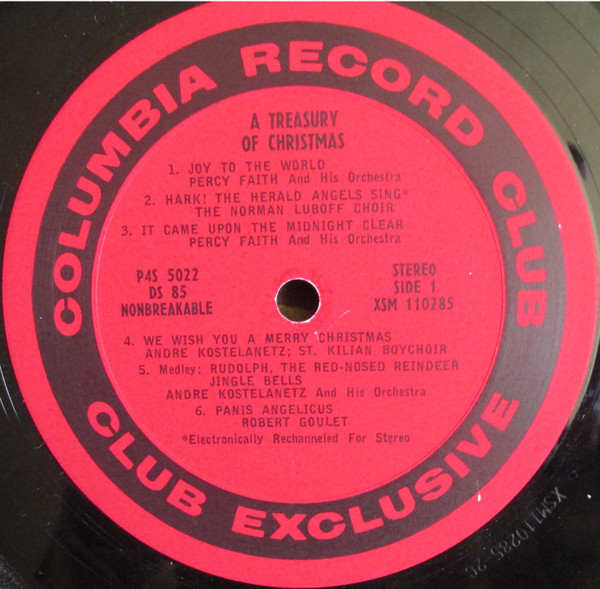 COLUMBIA RECORD CLUB
A TREASURY
OF CHRISTMAS
1. JOY TO THE WORLD
PERCY FAITH And His Orchestra
2. HARK! THE HERALD ANGELS SING*
THE NORMAN LUBOFF CHOIR
3. IT CAME UPON THE MIDNIGHT CLEAR
PERCY FAITH And His Orchestra
P4S 5022
DS 85
NONBREAKABLE
STEREO
SIDE 1
XSM 110285
4. WE WISH YOU A MERRY CHRISTMAS
ANDRE KOSTELANETZ; ST. KILIAN BOYCHOIR
5. Medley: RUDOLPH, THE RED-NOSED REINDEER
JINGLE BELLS
ANDRE KOSTELANETZ And His Orchestra
6. PANIS ANGELICUS
ROBERT GOULET
*Electronically Rechanneled For Stereo
CLUB EXCLUSIVE
XSM110285-2C